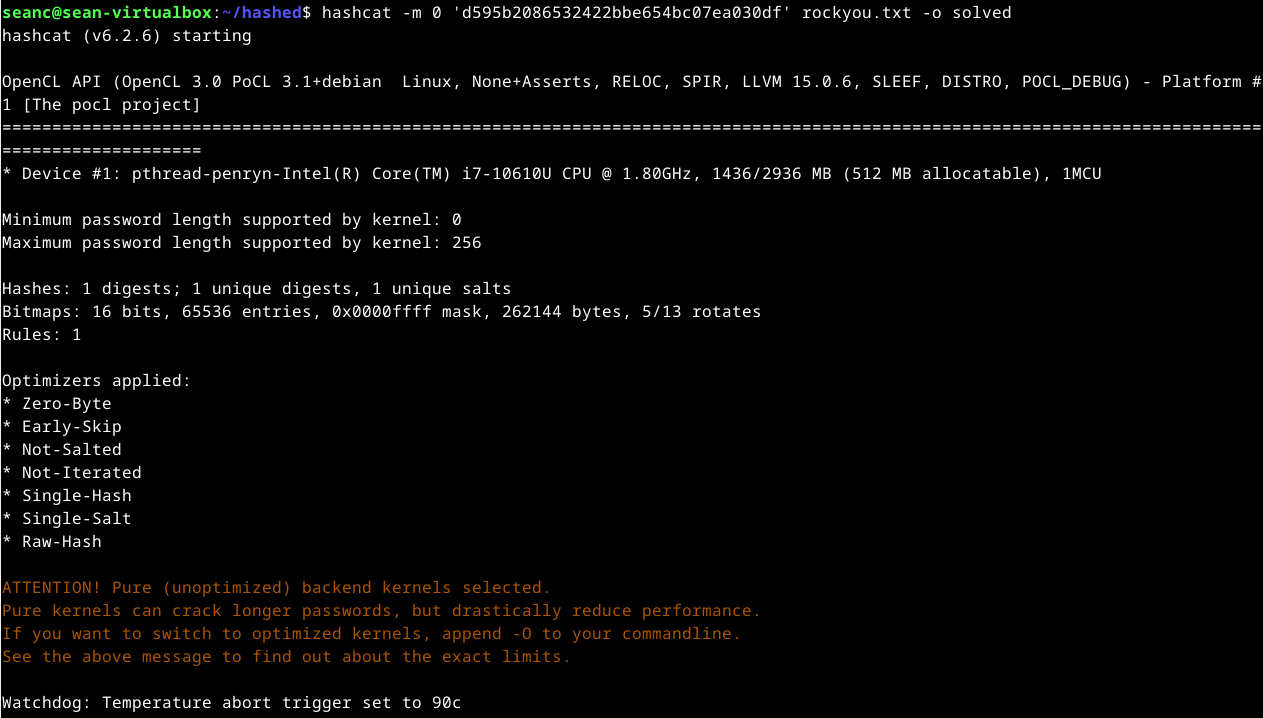 seanc@sean-virtualbox:~/hashed$ hashcat -m 0 'd595b2086532422bbe654bc07ea030df' rockyou.txt -o solved
hashcat (v6.2.6) starting
OpenCL API (OpenCL 3.0 PoCL 3.1+debian  Linux, None+Asserts, RELOC, SPIR, LLVM 15.0.6, SLEEF, DISTRO, POCL_DEBUG) - Platform #
1 [The pocl project]
==============================================================================================================================
====================
* Device #1: pthread-penryn-Intel(R) Core(TM) i7-10610U CPU @ 1.80GHz, 1436/2936 MB (512 MB allocatable), 1MCU
Minimum password length supported by kernel: 0
Maximum password length supported by kernel: 256
Hashes: 1 digests; 1 unique digests, 1 unique salts
Bitmaps: 16 bits, 65536 entries, 0x0000ffff mask, 262144 bytes, 5/13 rotates
Rules: 1
Optimizers applied:
* Zero-Byte
* Early-Skip
* Not-Salted
* Not-Iterated
* Single-Hash
* Single-Salt
* Raw-Hash
ATTENTION! Pure (unoptimized) backend kernels selected.
Pure kernels can crack longer passwords, but drastically reduce performance.
If you want to switch to optimized kernels, append -O to your commandline.
See the above message to find out about the exact limits.
Watchdog: Temperature abort trigger set to 90c